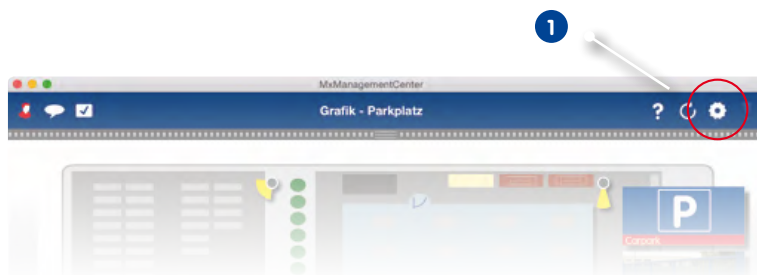 1
MxManagementCenter
Grafik - Parkplatz
?
P
Carpark